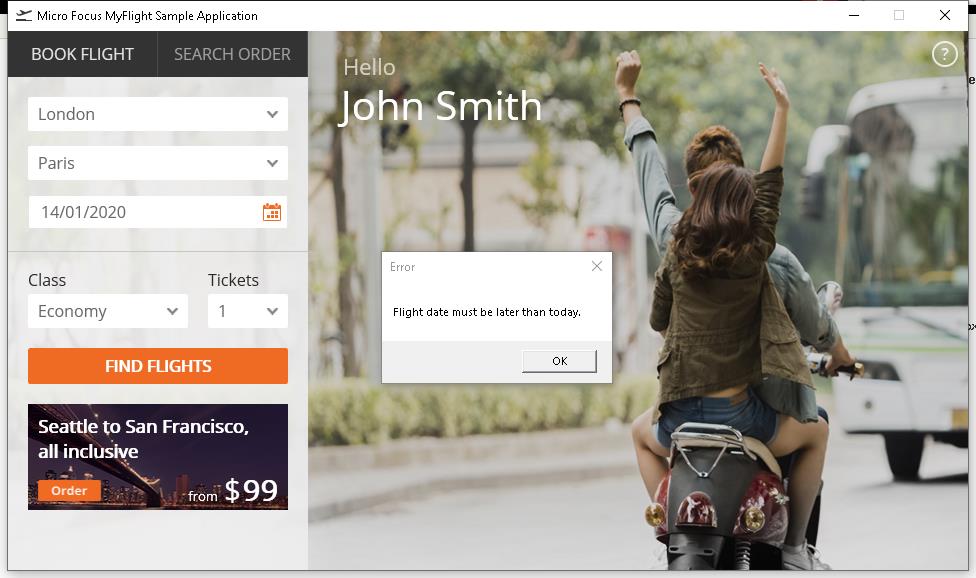 Micro Focus MyFlight Sample Application
BOOK FLIGHT
SEARCH ORDER
London
Paris
14/01/2020
Class
Tickets
Economy
1
FIND FLIGHTS
Seattle to San Francisco,
all inclusive
Order
from $99
Hello
John Smith
?
Error
Flight date must be later than today.
OK